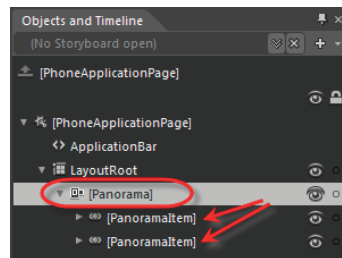 Objects and Timeline
(No Storyboard open)
[PhoneApplicationPage]
[PhoneApplicationPage]
ApplicationBar
LayoutRoot
[Panorama]
[PanoramaItem]
[PanoramaItem]